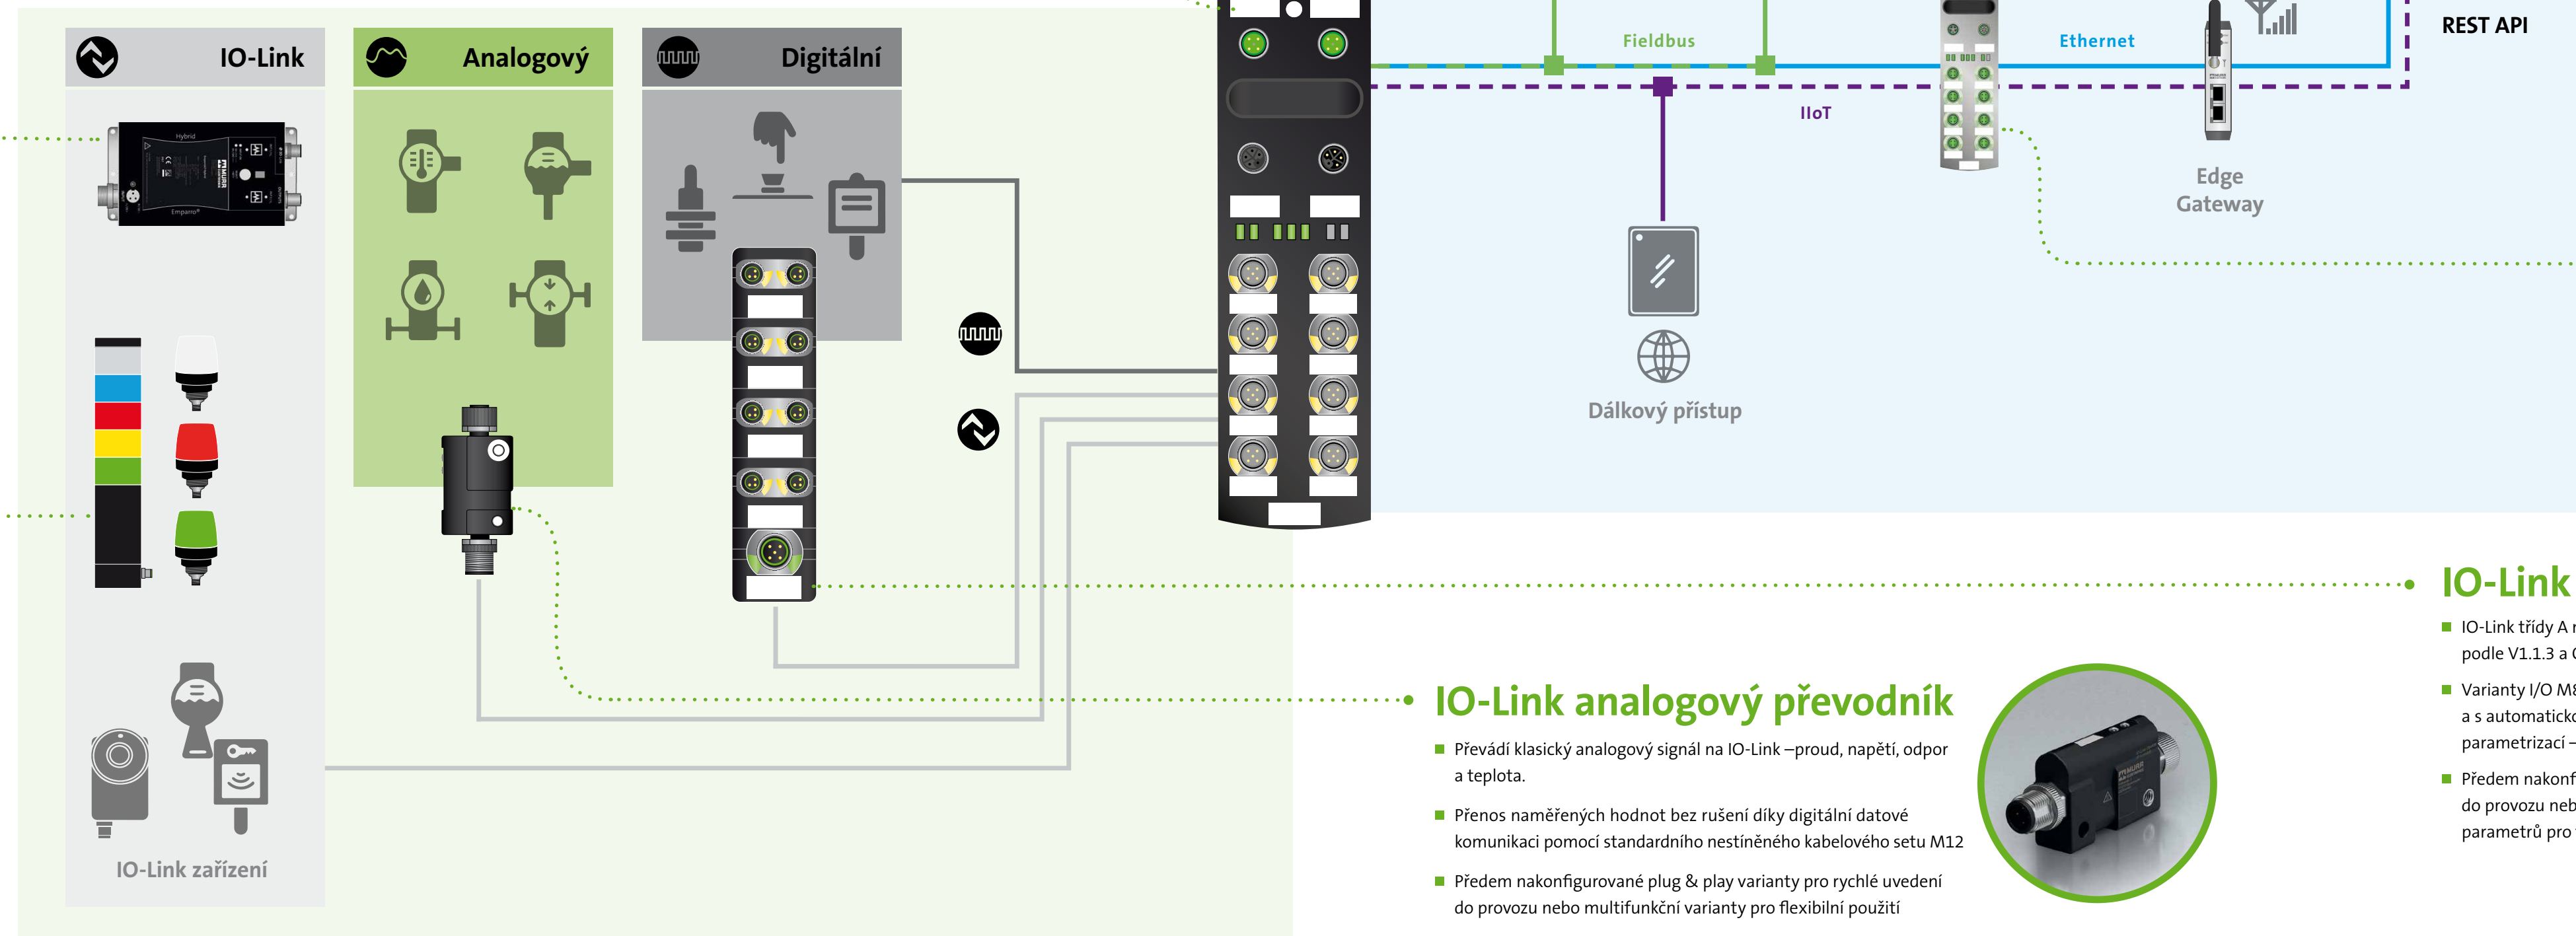 IO-Link
Analogový
Digitální
Hybrid
MURR
Emparro®
Fieldbus
IIoT
Ethernet
REST API
Edge
Gateway
Dálkový přístup
IO-Link zařízení
IO-Link analogový převodník
Převádí klasický analogový signál na IO-Link –proud, napětí, odpor
a teplota.
Přenos naměřených hodnot bez rušení díky digitální datové
komunikaci pomocí standardního nestíněného kabelového setu M12
Předem nakonfigurované plug & play varianty pro rychlé uvedení
do provozu nebo multifunkční varianty pro flexibilní použití
MURR
IO-Link
IO-Link třídy A
podle V1.1.3 a
Varianty I/O
a s
parametrizací –
Předem
do provozu
parametrů pro